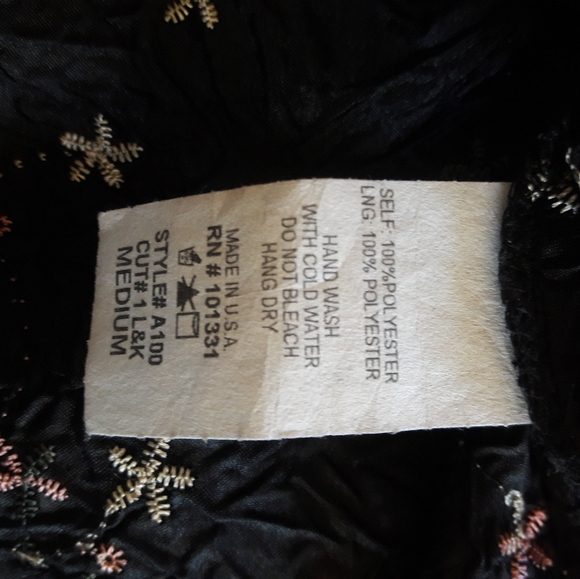 SELF: 100%POLYESTER
LNG: 100% POLYESTER
HAND WASH
WITH COLD WATER
DO NOT BLEACH
HANG DRY
MADE IN U.S.A.
RN # 101331
STYLE# A100
CUT# 1 L&K
MEDIUM